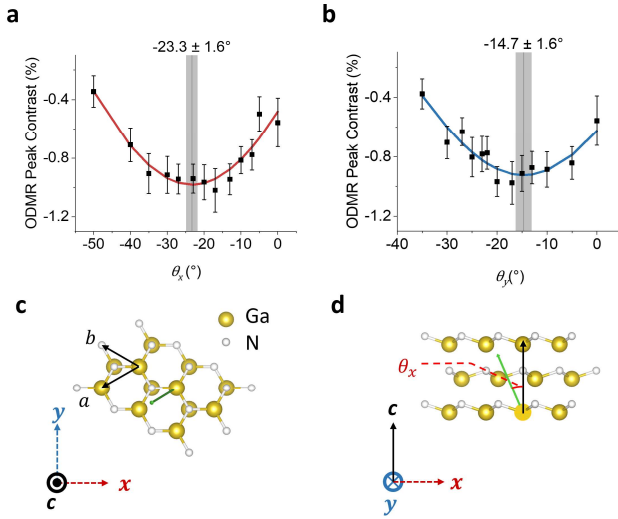 a
-23.3 ± 1.6°
ODMR Peak Contrast (%)
-0.4
-0.8
-1.2
-50 -40 -30 -20 -10 0
θx(°)
b
-14.7 ± 1.6°
ODMR Peak Contrast (%)
-0.4
-0.8
-1.2
-40 -30 -20 -10 0
θy(°)
c
Ga
N
b
a
y
x
c
d
θx
c
y
x